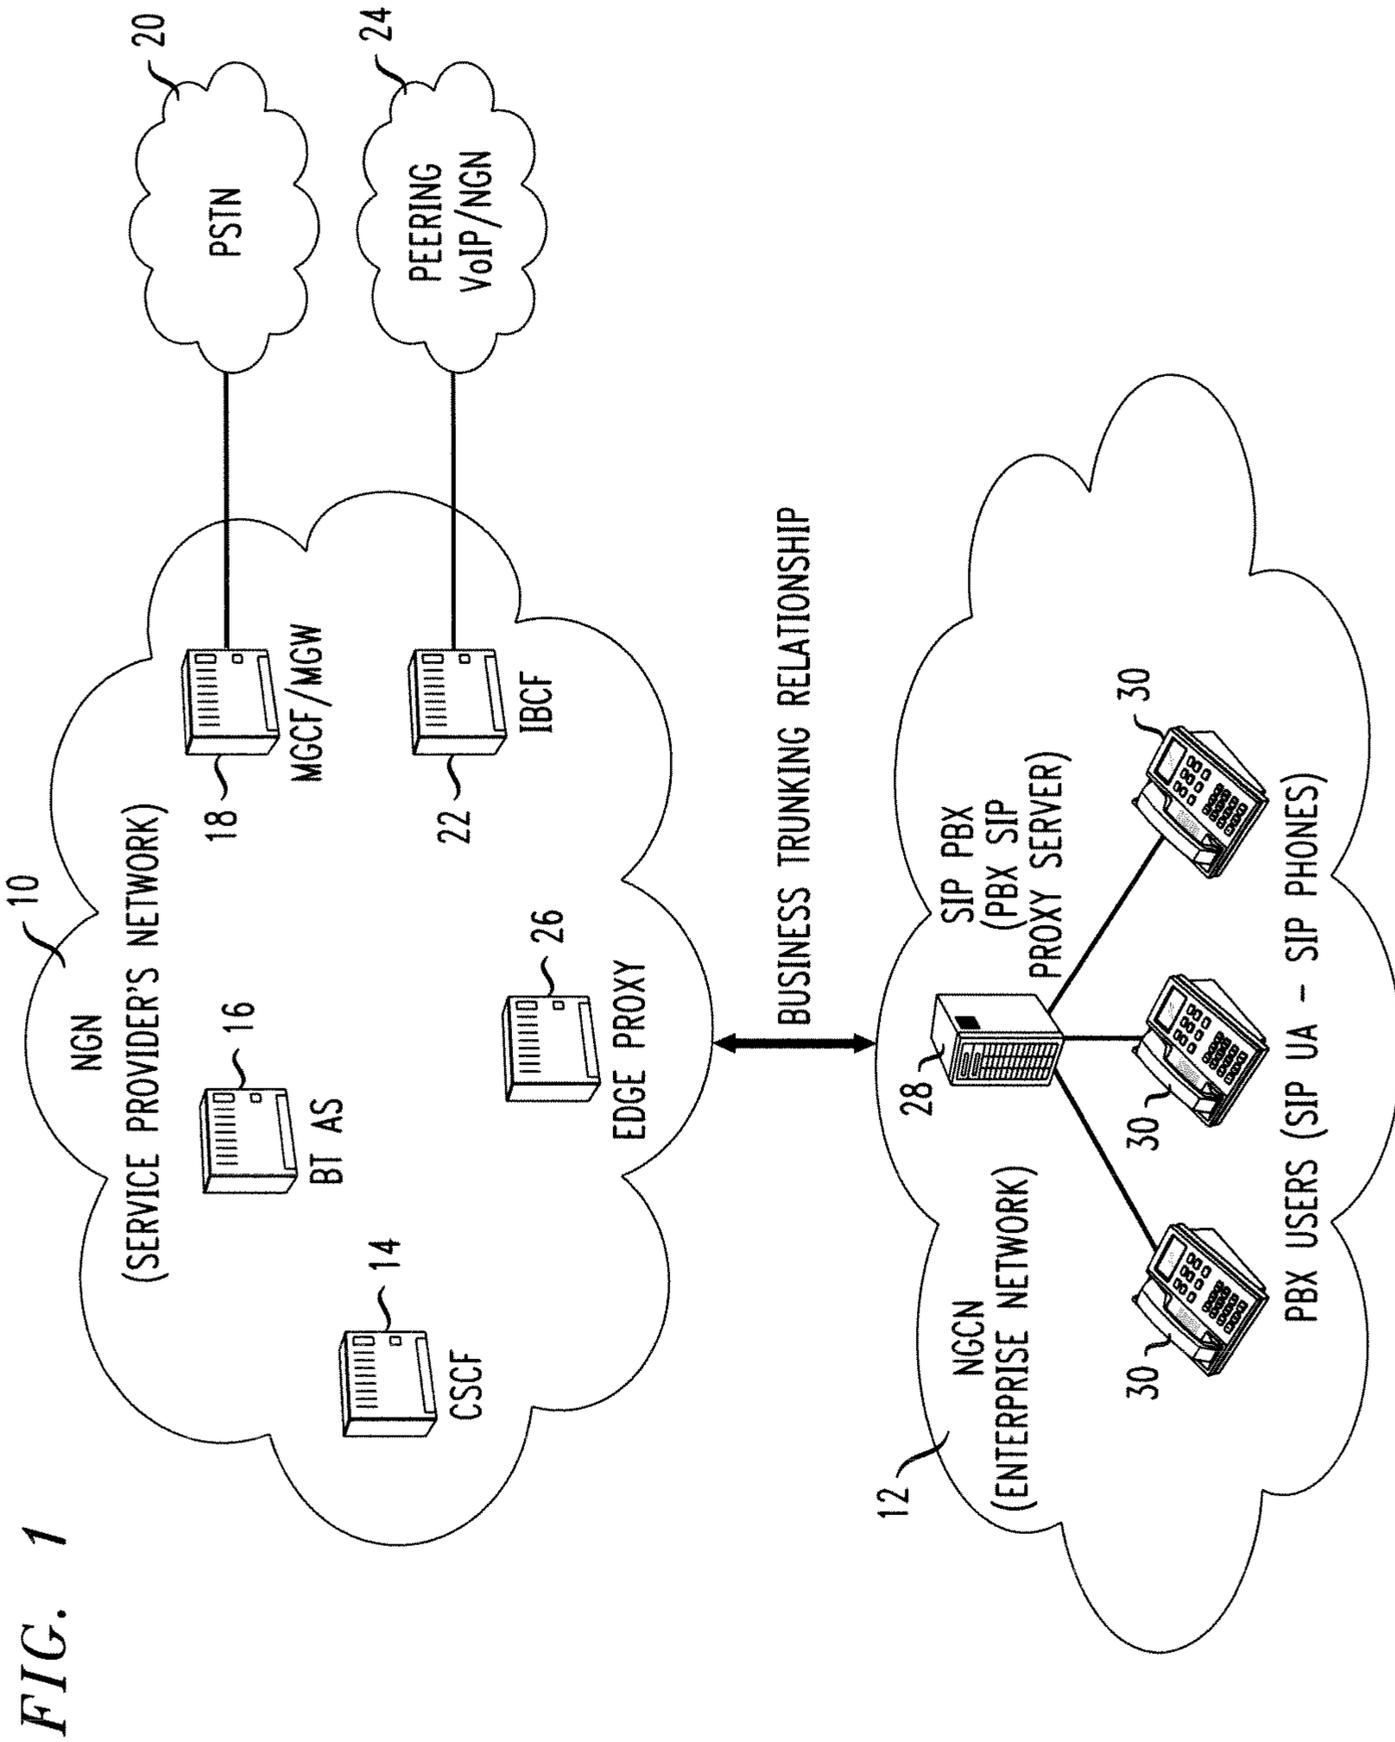 FIG. 1
10
NGN
(SERVICE PROVIDER'S NETWORK)
20
PSTN
24
PEERING
VoIP/NGN
16
BT AS
18
MGCF/MGW
14
CSCF
22
IBCF
26
EDGE PROXY
BUSINESS TRUNKING RELATIONSHIP
12
NGCN
(ENTERPRISE NETWORK)
28
SIP PBX
(PBX SIP
PROXY SERVER)
30
30
30
PBX USERS (SIP UA - SIP PHONES)